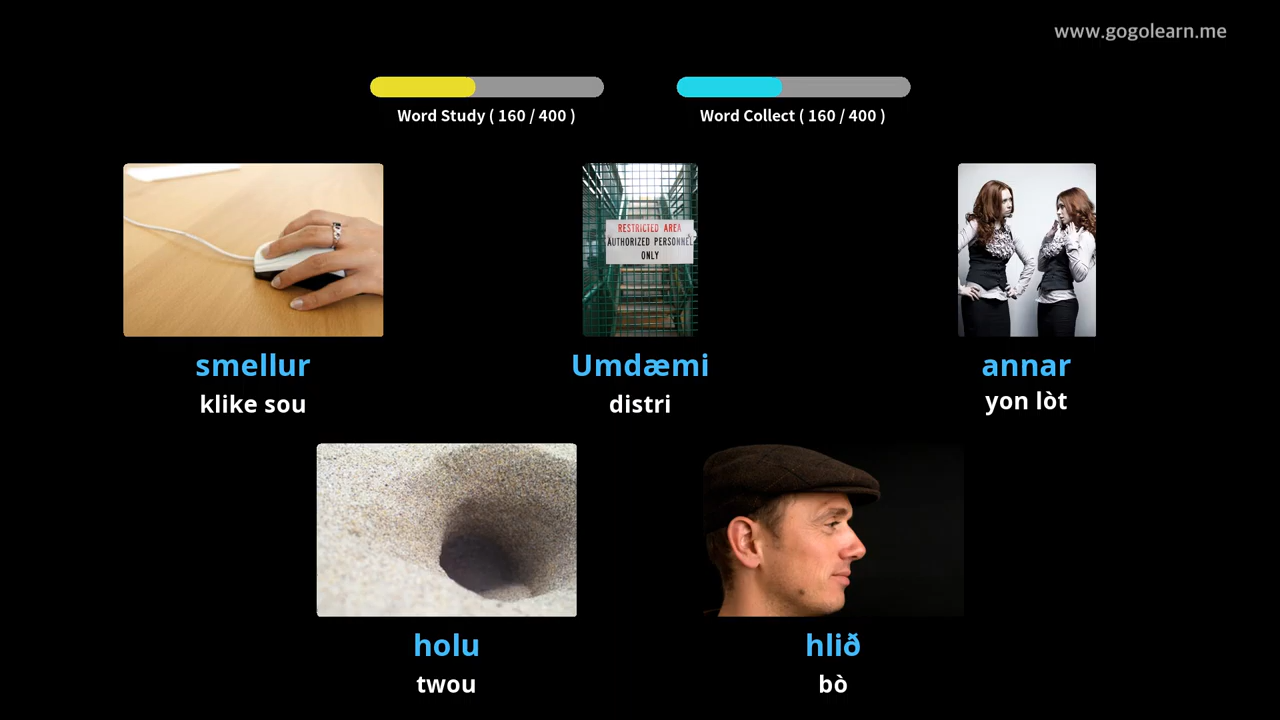 www.gogolearn.me
Word Study ( 160 / 400 )
Word Collect ( 160 / 400 )
RESTRICTED AREA
AUTHORIZED PERSONNEL
ONLY
smellur
Umdæmi
annar
klike sou
distri
yon lòt
holu
hlið
twou
bò